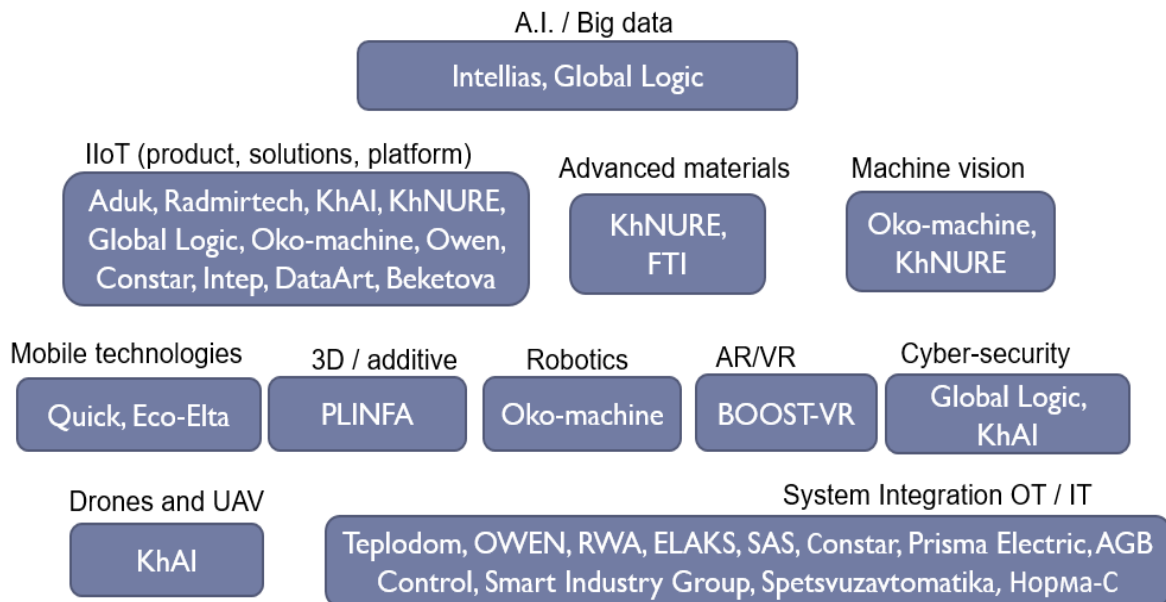 A.I. / Big data
Intellias, Global Logic
IIoT (product, solutions, platform)
Aduk, Radmirtech, KhAI, KhNURE,
Global Logic, Oko-machine, Owen,
Constar, Intep, DataArt, Beketova
Advanced materials
KhNURE,
FTI
Machine vision
Oko-machine,
KhNURE
Mobile technologies
Quick, Eco-Elta
3D / additive
PLINFA
Robotics
Oko-machine
AR/VR
BOOST-VR
Cyber-security
Global Logic,
KhAI
Drones and UAV
KhAI
System Integration OT / IT
Teplodom, OWEN, RWA, ELAKS, SAS, Constar, Prisma Electric, AGB
Control, Smart Industry Group, Spetsvuzavtomatika, Норма-С